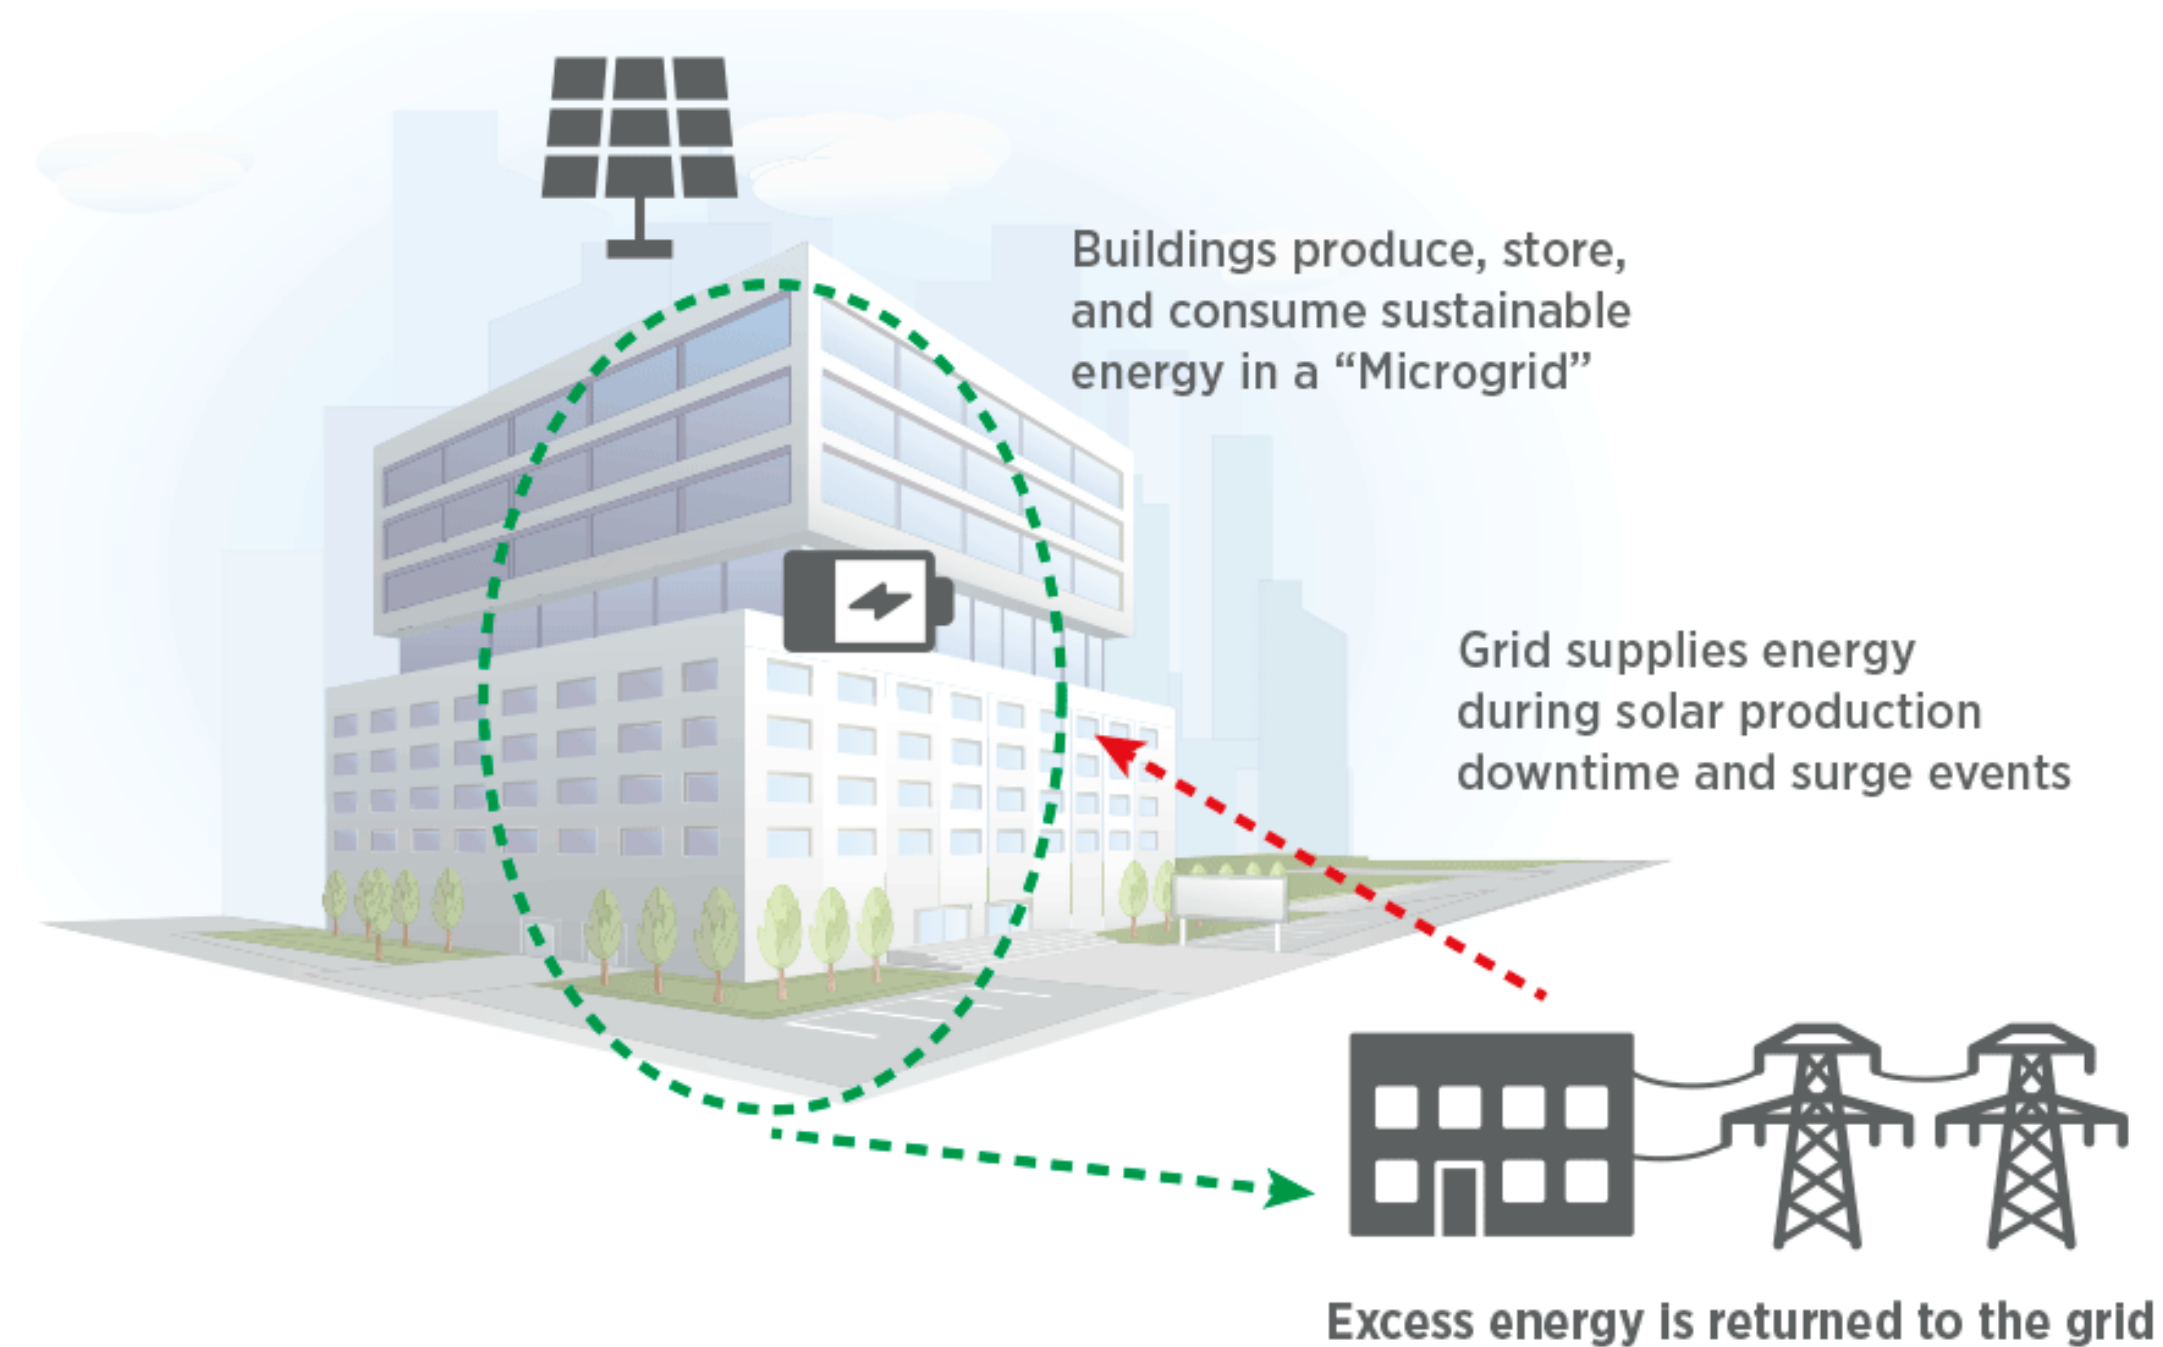 Buildings produce, store,
and consume sustainable
energy in a “Microgrid”
Grid supplies energy
during solar production
downtime and surge events
Excess energy is returned to the grid